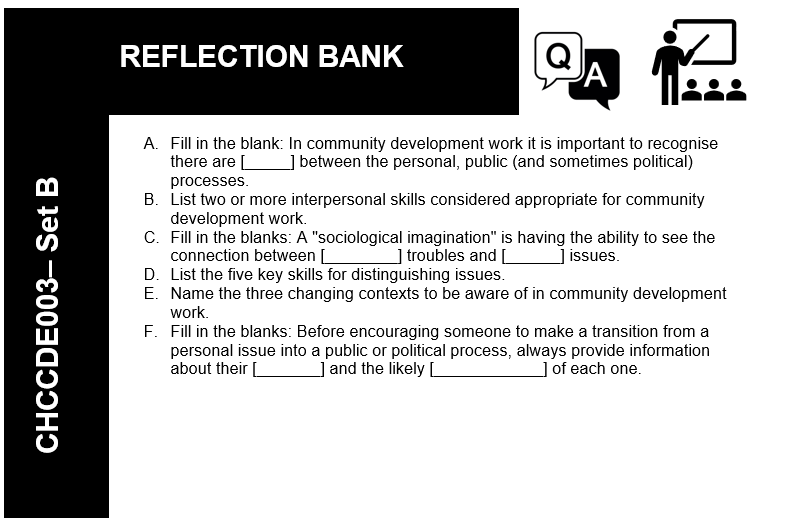 REFLECTION BANK
Q
A
CHCCDE003– Set B
A. Fill in the blank: In community development work it is important to recognise
there are [_____] between the personal, public (and sometimes political)
processes.
B. List two or more interpersonal skills considered appropriate for community
development work.
C. Fill in the blanks: A "sociological imagination" is having the ability to see the
connection between [________] troubles and [______] issues.
D. List the five key skills for distinguishing issues.
E. Name the three changing contexts to be aware of in community development
work.
F. Fill in the blanks: Before encouraging someone to make a transition from a
personal issue into a public or political process, always provide information
about their [_______] and the likely [____________] of each one.